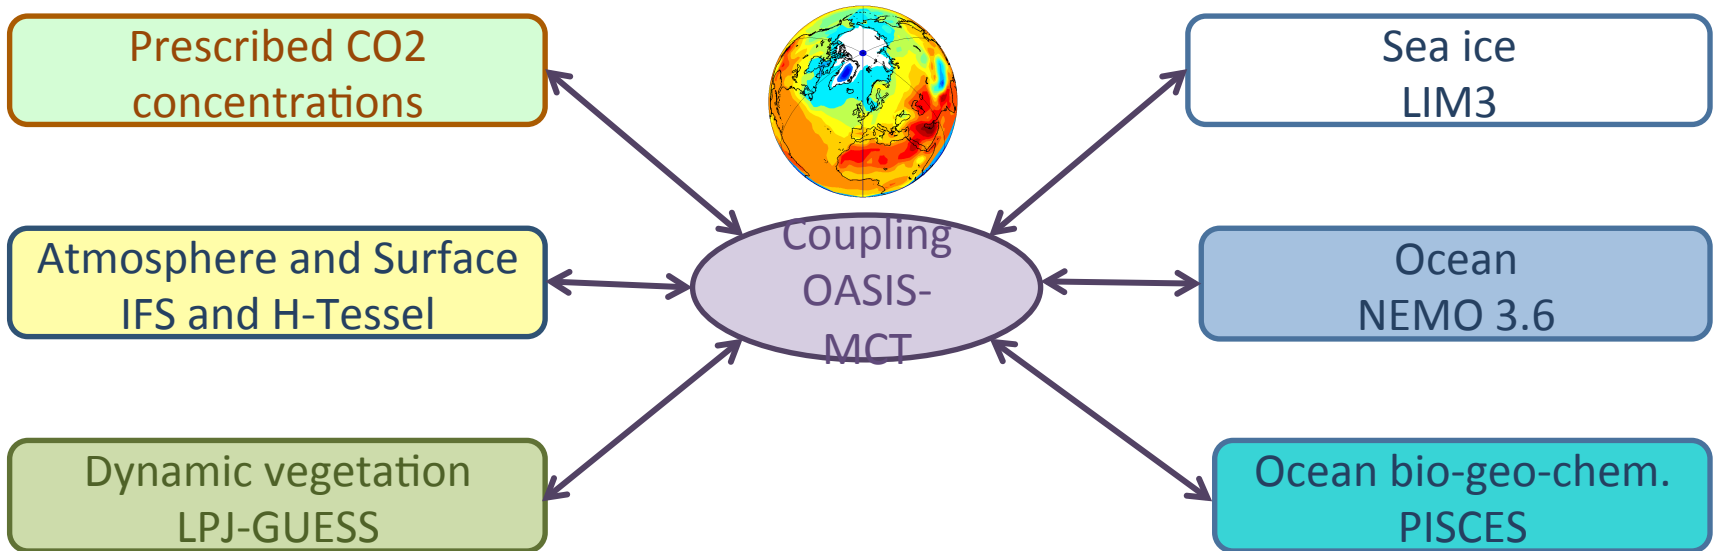 Prescribed CO2
concentrations
Sea ice
LIM3
Atmosphere and Surface
IFS and H-Tessel
Coupling
OASIS-
MCT
Ocean
NEMO 3.6
Dynamic vegetation
LPJ-GUESS
Ocean bio-geo-chem.
PISCES